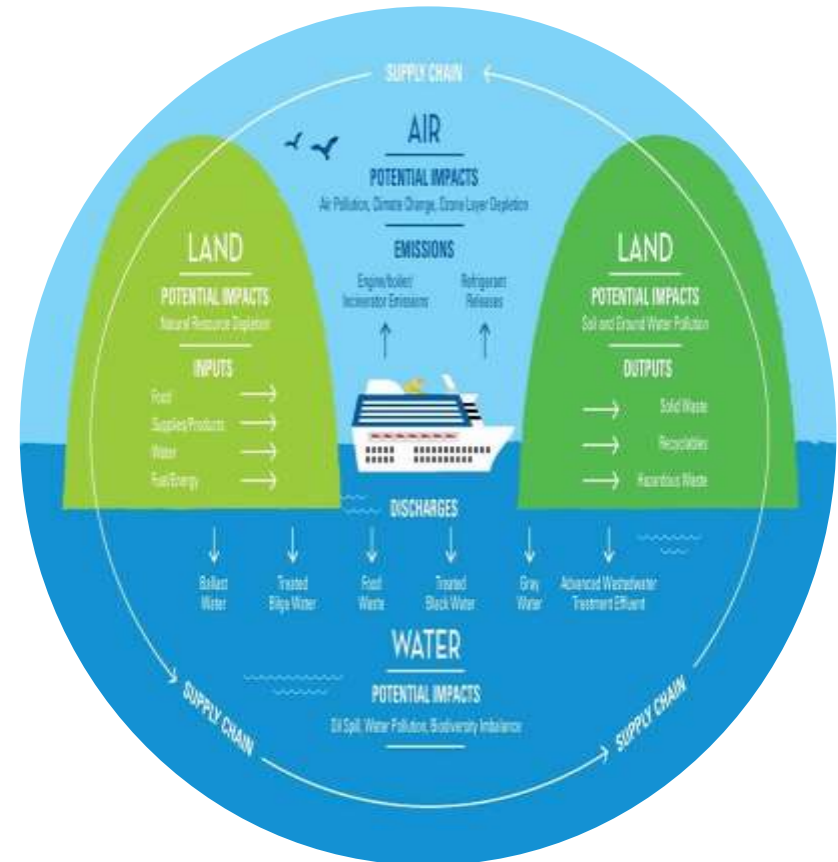 SUPPLY CHAIN
AIR
POTENTIAL IMPACTS
Air Pollution, Climate Change, Ozone Layer Depletion
EMISSIONS
Engine/boiler/
Incinerator Emissions
Refrigerant
Releases
LAND
POTENTIAL IMPACTS
Natural Resource Depletion
INPUTS
Food
Supplies/Products
Water
Fuel/Energy
LAND
POTENTIAL IMPACTS
Soil and Ground Water Pollution
OUTPUTS
Solid Waste
Recyclables
Hazardous Waste
DISCHARGES
Ballast
Water
Treated
Bilge Water
Food
Waste
Treated
Black Water
Gray
Water
Advanced Wastedwater
Treatment Effluent
WATER
POTENTIAL IMPACTS
Oil Spill, Water Pollution, Biodiversity Imbalance
SUPPLY CHAIN
SUPPLY CHAIN